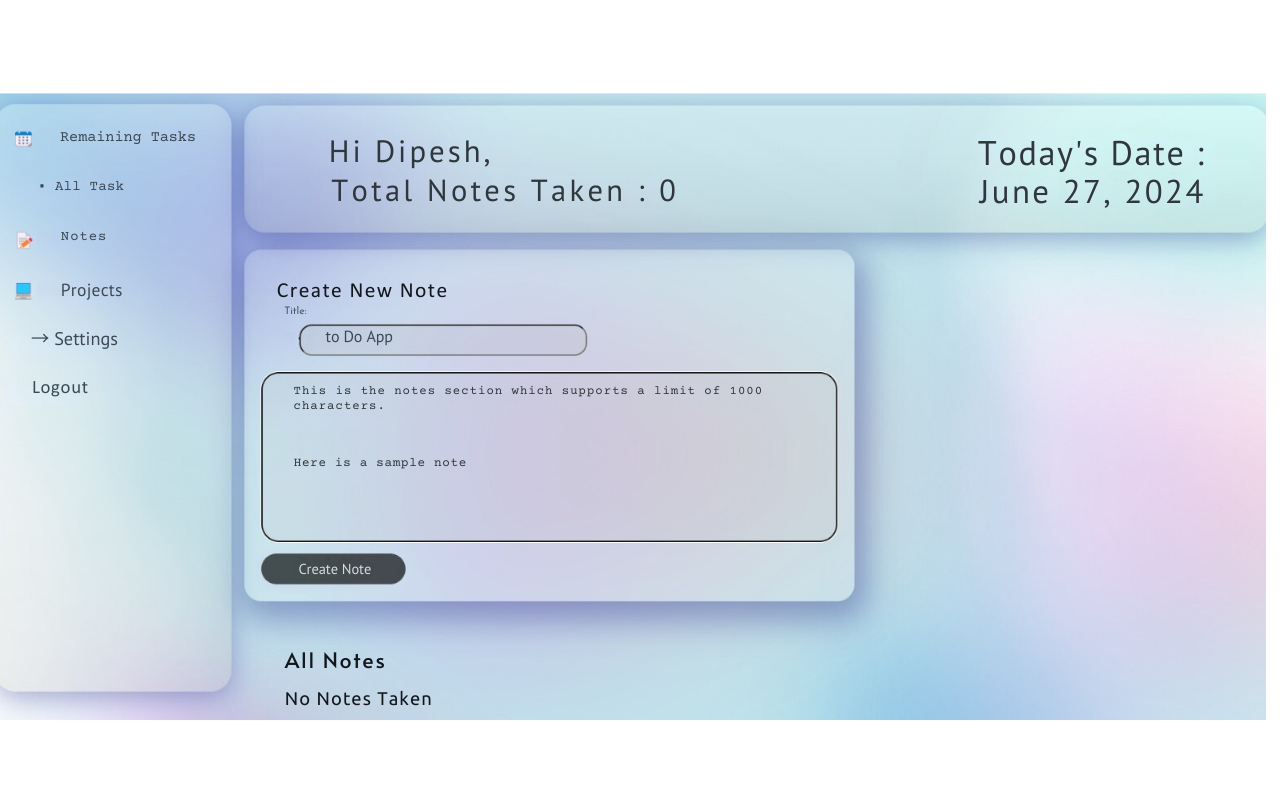 Remaining Tasks
• All Task
Notes
Projects
→ Settings
Logout
Hi Dipesh,
Total Notes Taken : 0
Today's Date :
June 27, 2024
Create New Note
Title:
to Do App
This is the notes section which supports a limit of 1000
characters.
Here is a sample note
Create Note
All Notes
No Notes Taken